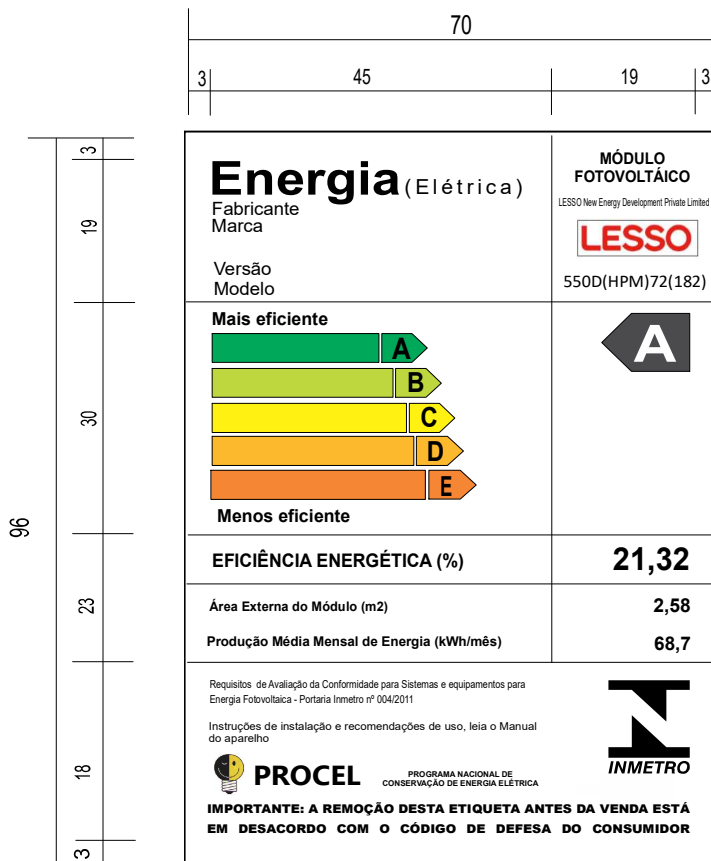 70
3 45 19 3
96
3
19
30
23
18
3
Energia (Elétrica)
Fabricante
Marca
Versão
Modelo
MÓDULO
FOTOVOLTÁICO
LESSO New Energy Development Private Limited
LESSO
550D(HPM)72(182)
Mais eficiente
A
B
C
D
E
Menos eficiente
A
EFICIÊNCIA ENERGÉTICA (%) 21,32
Área Externa do Módulo (m2) 2,58
Produção Média Mensal de Energia (kWh/mês) 68,7
Requisitos de Avaliação da Conformidade para Sistemas e equipamentos para
Energia Fotovoltaica - Portaria Inmetro nº 004/2011
Instruções de instalação e recomendações de uso, leia o Manual
do aparelho
PROCEL
PROGRAMA NACIONAL DE
CONSERVAÇÃO DE ENERGIA ELÉTRICA
INMETRO
IMPORTANTE: A REMOÇÃO DESTA ETIQUETA ANTES DA VENDA ESTÁ
EM DESACORDO COM O CÓDIGO DE DEFESA DO CONSUMIDOR